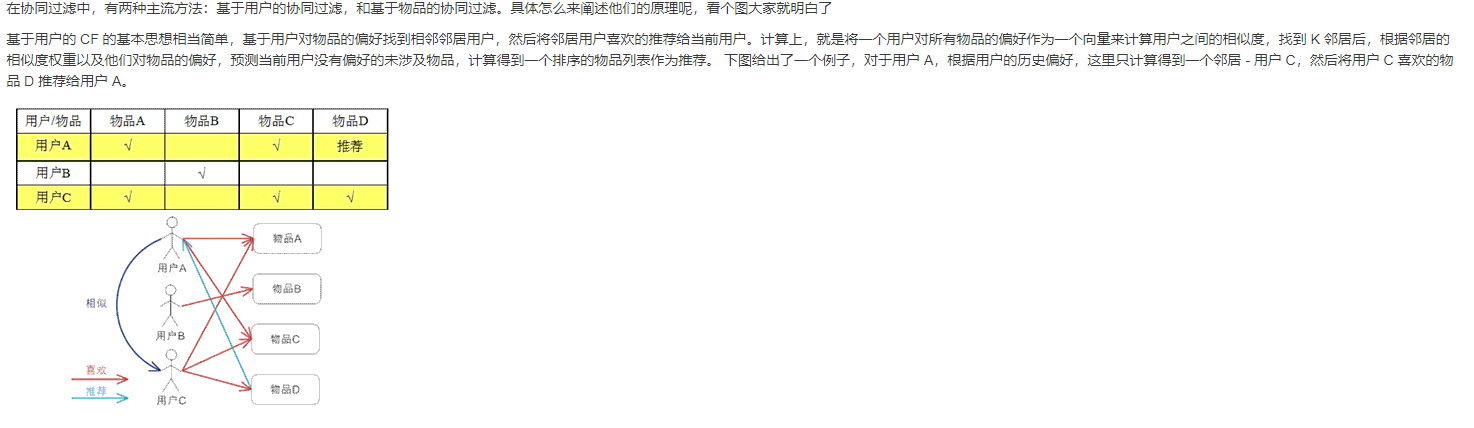 在协同过滤中，有两种主流方法：基于用户的协同过滤，和基于物品的协同过滤。具体怎么来阐述他们的原理呢，看个图大家就明白了
基于用户的 CF 的基本思想相当简单，基于用户对物品的偏好找到相邻邻居用户，然后将邻居用户喜欢的推荐给当前用户。计算上，就是将一个用户对所有物品的偏好作为一个向量来计算用户之间的相似度，找到 K 邻居后，根据邻居的
相似度权重以及他们对物品的偏好，预测当前用户没有偏好的未涉及物品，计算得到一个排序的物品列表作为推荐。 下图给出了一个例子，对于用户 A，根据用户的历史偏好，这里只计算得到一个邻居 - 用户 C，然后将用户 C 喜欢的物
品 D 推荐给用户 A。
用户/物品 物品A 物品B 物品C 物品D
用户A √ √ 推荐
用户B √
用户C √ √ √
物品A
用户A
物品B
相似
用户B
物品C
喜欢
物品D
推荐
用户C